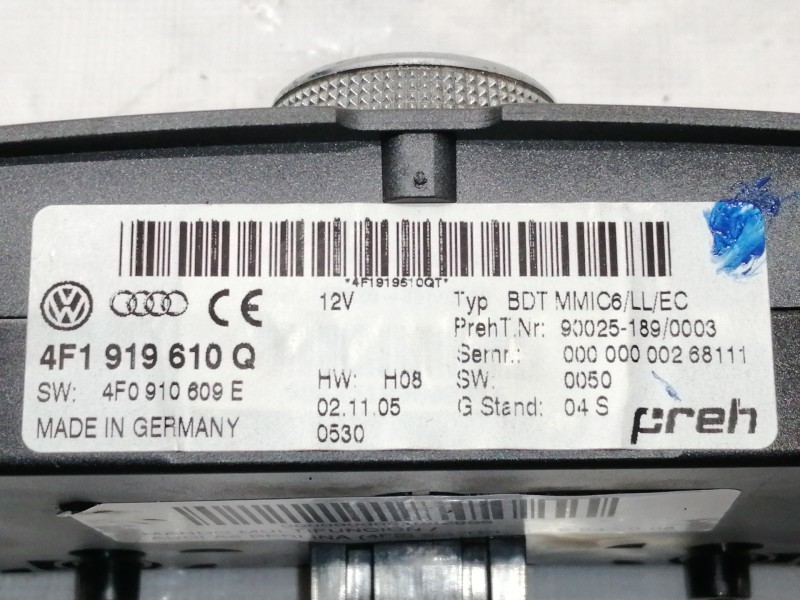 *4F1919610QT*
12V
Typ BDT MMIC6/LL/EC
PrehT.Nr: 90025-189/0003
4F1 919 610 Q
Sernr.: 000 000 002 68111
HW: H08
SW: 0050
SW: 4F0 910 609 E
02.11.05
G Stand: 04 S
MADE IN GERMANY
0530
preh